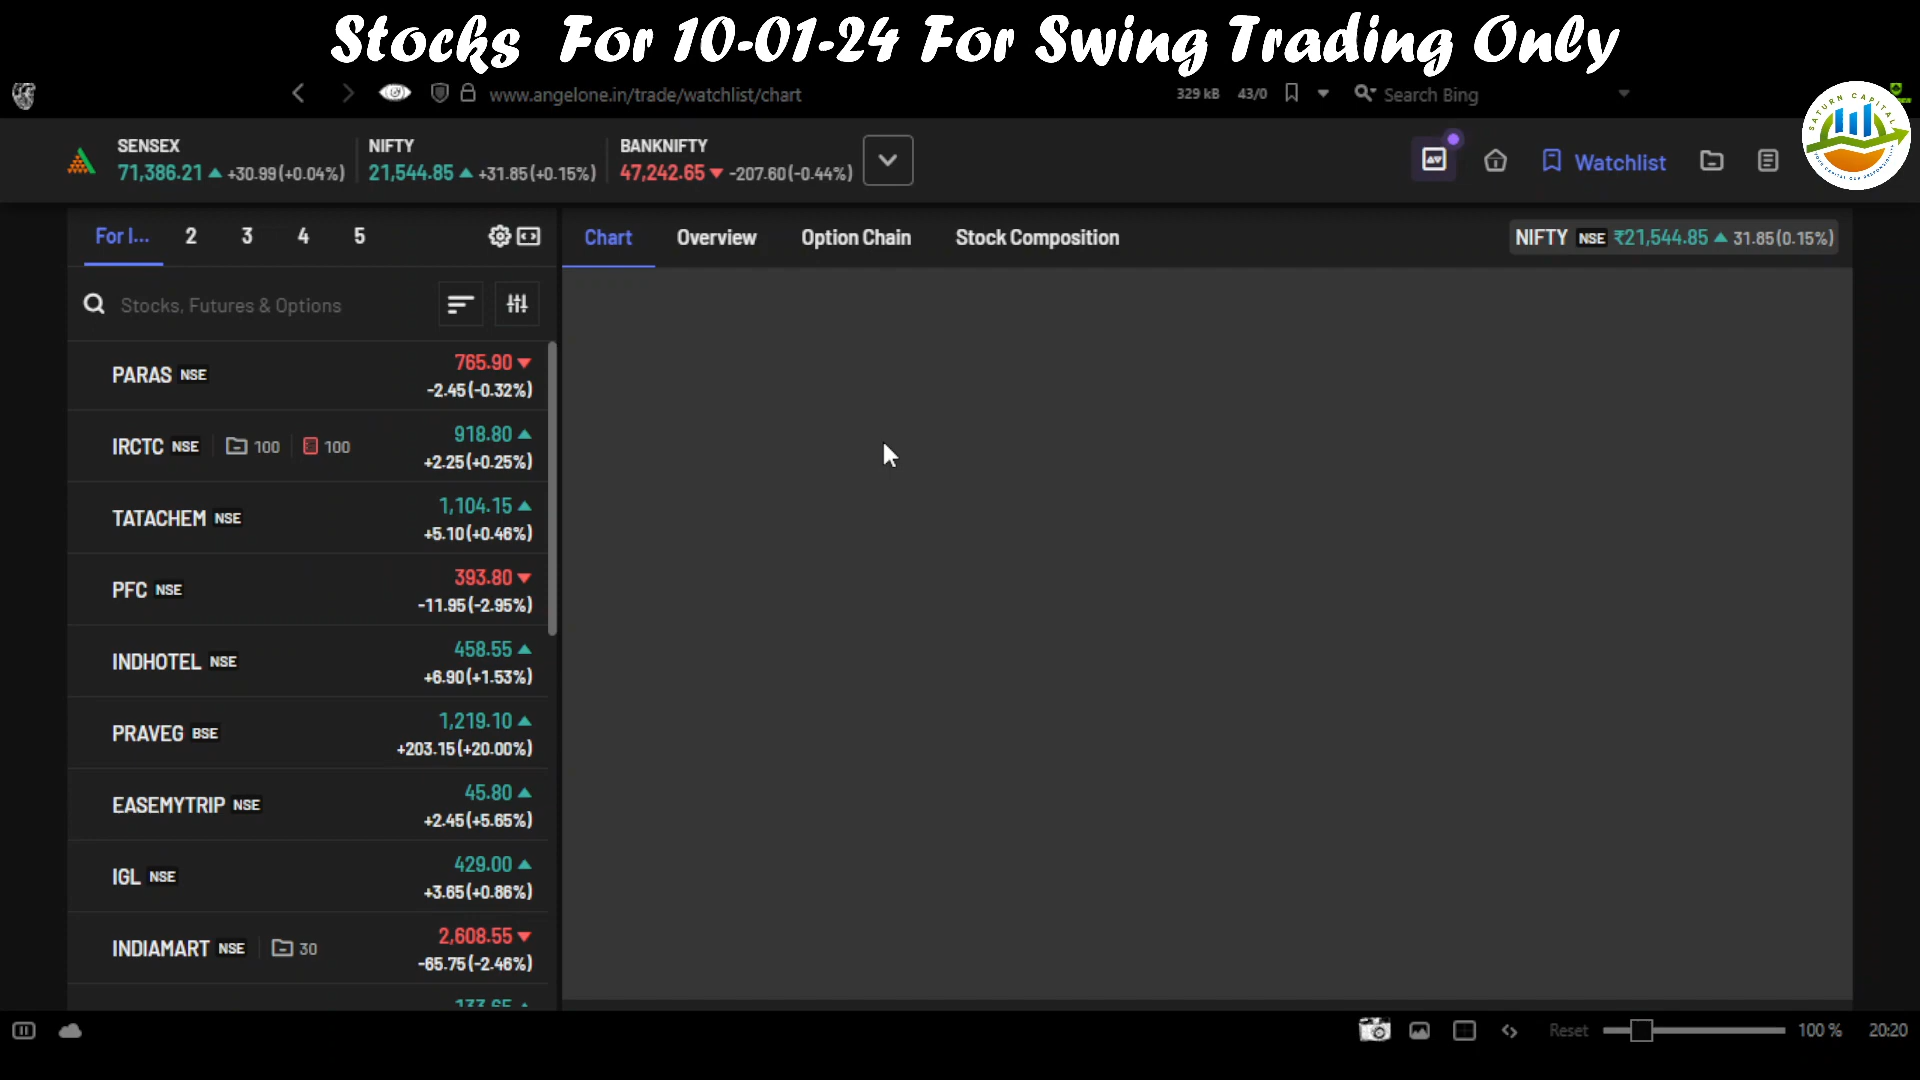 Stocks For 10-01-24 For Swing Trading Only
www.angelone.in/trade/watchlist/chart
329 kB 43/0
Search Bing
SATURN CAPITAL
SENSEX
71,386.21 ▲ +30.99(+0.04%)
NIFTY
21,544.85 ▲ +31.85(+0.15%)
BANKNIFTY
47,242.65 ▼ -207.60(-0.44%)
Watchlist
For I... 2 3 4 5
Chart Overview Option Chain Stock Composition
NIFTY NSE ₹21,544.85 ▲ 31.85(0.15%)
Stocks, Futures & Options
PARAS NSE 765.90 ▼
-2.45(-0.32%)
IRCTC NSE 100 100 918.80 ▲
+2.25(+0.25%)
TATACHEM NSE 1,104.15 ▲
+5.10(+0.46%)
PFC NSE 393.80 ▼
-11.95(-2.95%)
INDHOTEL NSE 458.55 ▲
+6.90(+1.53%)
PRAVEG BSE 1,219.10 ▲
+203.15(+20.00%)
EASEMYTRIP NSE 45.80 ▲
+2.45(+5.65%)
IGL NSE 429.00 ▲
+3.65(+0.86%)
INDIAMART NSE 30 2,608.55 ▼
-65.75(-2.46%)
Reset 100 % 20:20